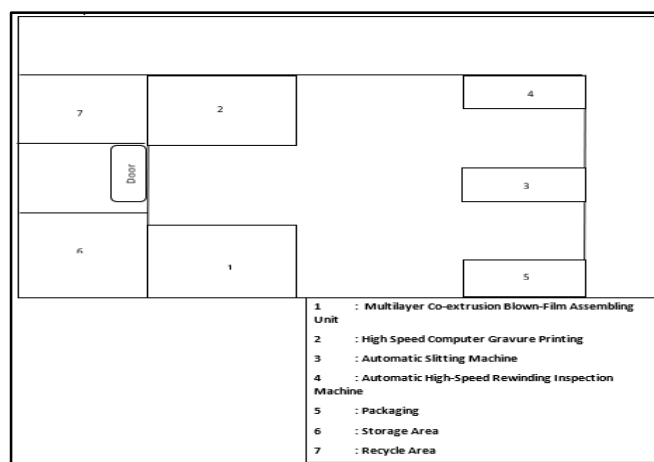 7
2
4
Door
3
6
1
5
1 : Multilayer Co-extrusion Blown-Film Assembling
Unit
2 : High Speed Computer Gravure Printing
3 : Automatic Slitting Machine
4 : Automatic High-Speed Rewinding Inspection
Machine
5 : Packaging
6 : Storage Area
7 : Recycle Area